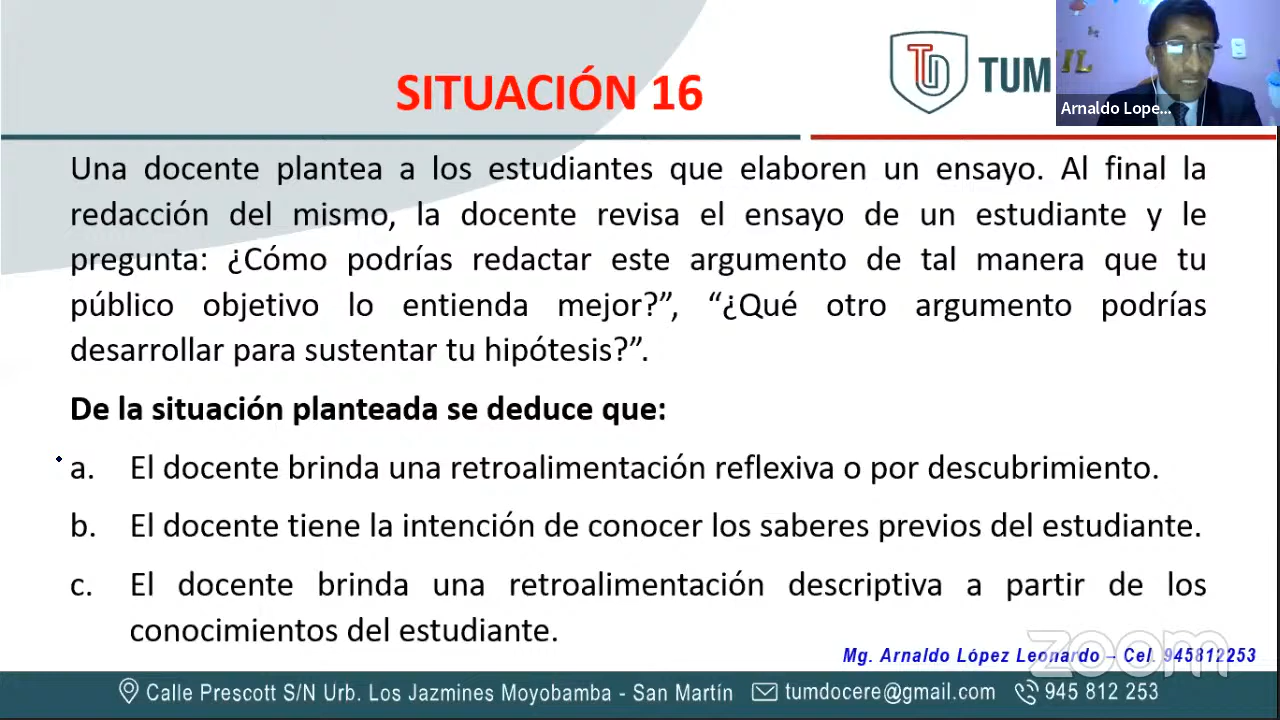 SITUACIÓN 16
TD TUM
IL
Arnaldo Lope...
Una docente plantea a los estudiantes que elaboren un ensayo. Al final la
redacción del mismo, la docente revisa el ensayo de un estudiante y le
pregunta: ¿Cómo podrías redactar este argumento de tal manera que tu
público objetivo lo entienda mejor?”, “¿Qué otro argumento podrías
desarrollar para sustentar tu hipótesis?”.
De la situación planteada se deduce que:
a. El docente brinda una retroalimentación reflexiva o por descubrimiento.
b. El docente tiene la intención de conocer los saberes previos del estudiante.
c. El docente brinda una retroalimentación descriptiva a partir de los
conocimientos del estudiante.
zoom
Mg. Arnaldo López Leonardo – Cel. 945812253
Calle Prescott S/N Urb. Los Jazmines Moyobamba - San Martín tumdocere@gmail.com 945 812 253